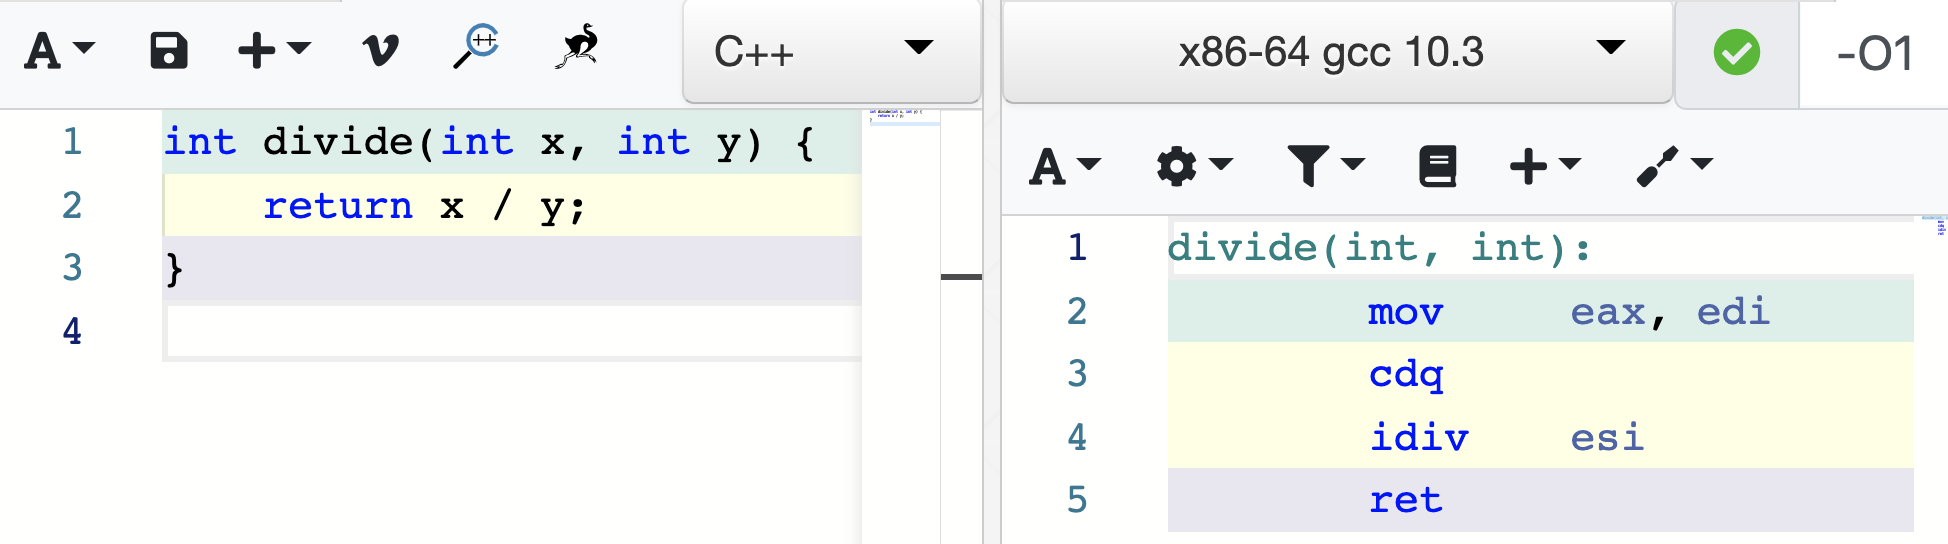 C++
x86-64 gcc 10.3
-O1
1 int divide(int x, int y) {
2 return x / y;
3 }
4
1 divide(int, int):
2 mov eax, edi
3 cdq
4 idiv esi
5 ret